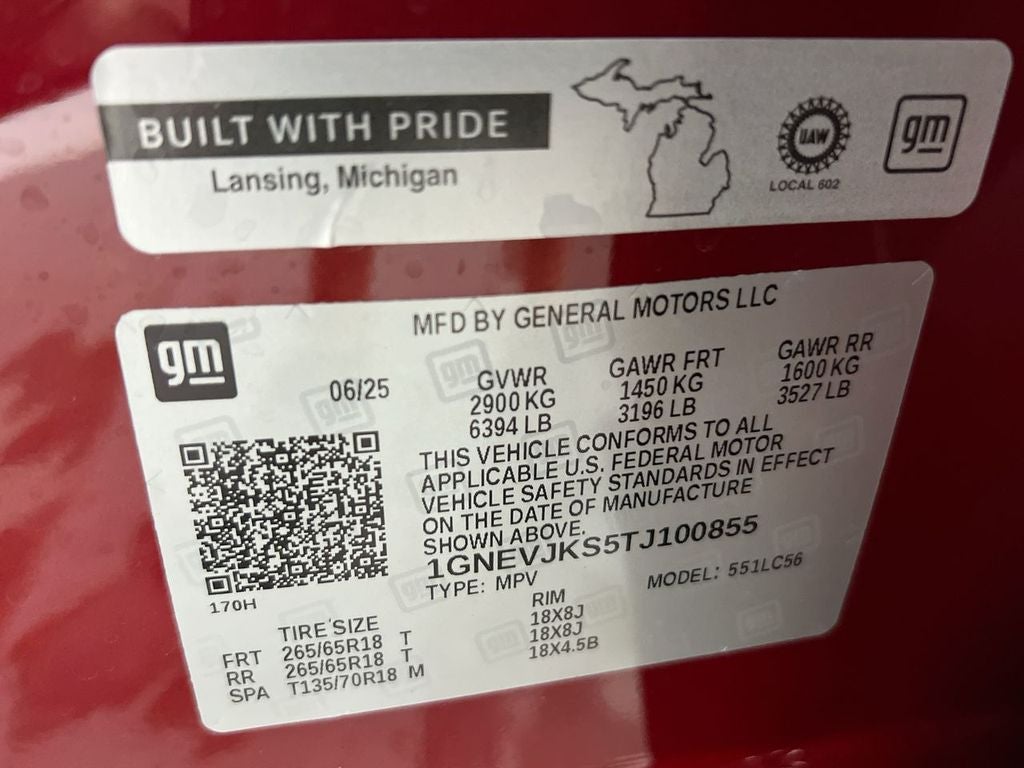 BUILT WITH PRIDE
Lansing, Michigan
UAW
LOCAL 602
gm
gm
MFD BY GENERAL MOTORS LLC
06/25
GVWR
2900 KG
6394 LB
GAWR FRT
1450 KG
3196 LB
GAWR RR
1600 KG
3527 LB
THIS VEHICLE CONFORMS TO ALL
APPLICABLE U.S. FEDERAL MOTOR
VEHICLE SAFETY STANDARDS IN EFFECT
ON THE DATE OF MANUFACTURE
SHOWN ABOVE.
1GNEVJKS5TJ100855
TYPE: MPV MODEL: 551LC56
170H
TIRE SIZE RIM
FRT 265/65R18 T 18X8J
RR 265/65R18 T 18X8J
SPA T135/70R18 M 18X4.5B